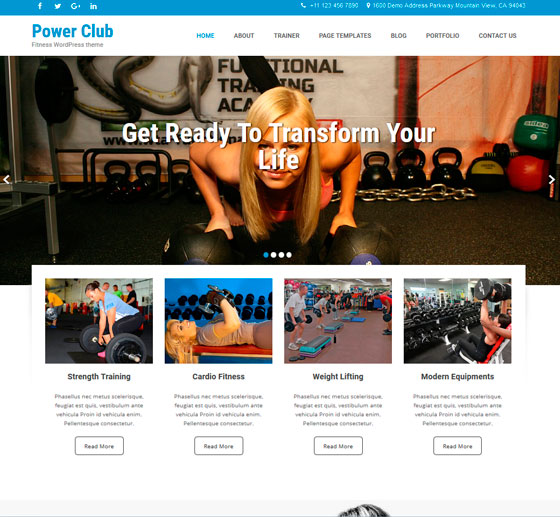 +11 123 456 7890 1600 Demo Address Parkway Mountain View, CA 94043
Power Club
Fitness WordPress theme
HOME ABOUT TRAINER PAGE TEMPLATES BLOG PORTFOLIO CONTACT US
FUNCTIONAL
TRAINING
ACADEMY
Get Ready To Transform Your
Life
Strength Training Cardio Fitness Weight Lifting Modern Equipments
Phasellus nec metus scelerisque, Phasellus nec metus scelerisque, Phasellus nec metus scelerisque, Phasellus nec metus scelerisque,
feugiat est quis, vestibulum ante feugiat est quis, vestibulum ante feugiat est quis, vestibulum ante feugiat est quis, vestibulum ante
vehicula Proin id vehicula enim. vehicula Proin id vehicula enim. vehicula Proin id vehicula enim. vehicula Proin id vehicula enim.
Pellentesque consectetur. Pellentesque consectetur. Pellentesque consectetur. Pellentesque consectetur.
Read More Read More Read More Read More